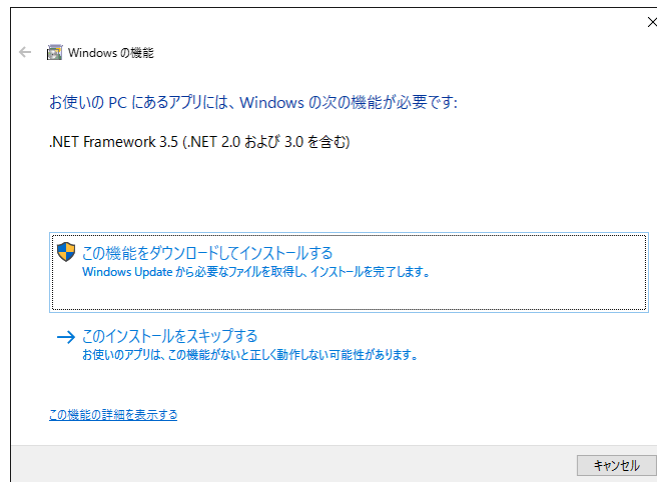 Windows の機能
お使いの PC にあるアプリには、Windows の次の機能が必要です:
.NET Framework 3.5 (.NET 2.0 および 3.0 を含む)
この機能をダウンロードしてインストールする
Windows Update から必要なファイルを取得し、インストールを完了します。
このインストールをスキップする
お使いのアプリは、この機能がないと正しく動作しない可能性があります。
この機能の詳細を表示する
キャンセル